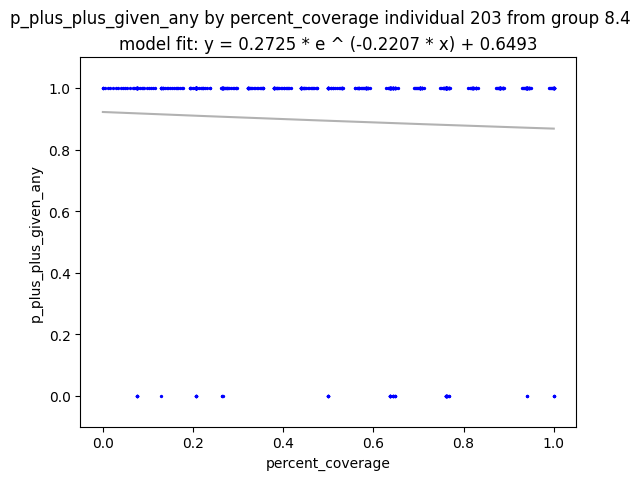 p_plus_plus_given_any by percent_coverage individual 203 from group 8.4
model fit: y = 0.2725 * e ^ (-0.2207 * x) + 0.6493
1.0
0.8
0.6
0.4
0.2
0.0
p_plus_plus_given_any
0.0 0.2 0.4 0.6 0.8 1.0
percent_coverage